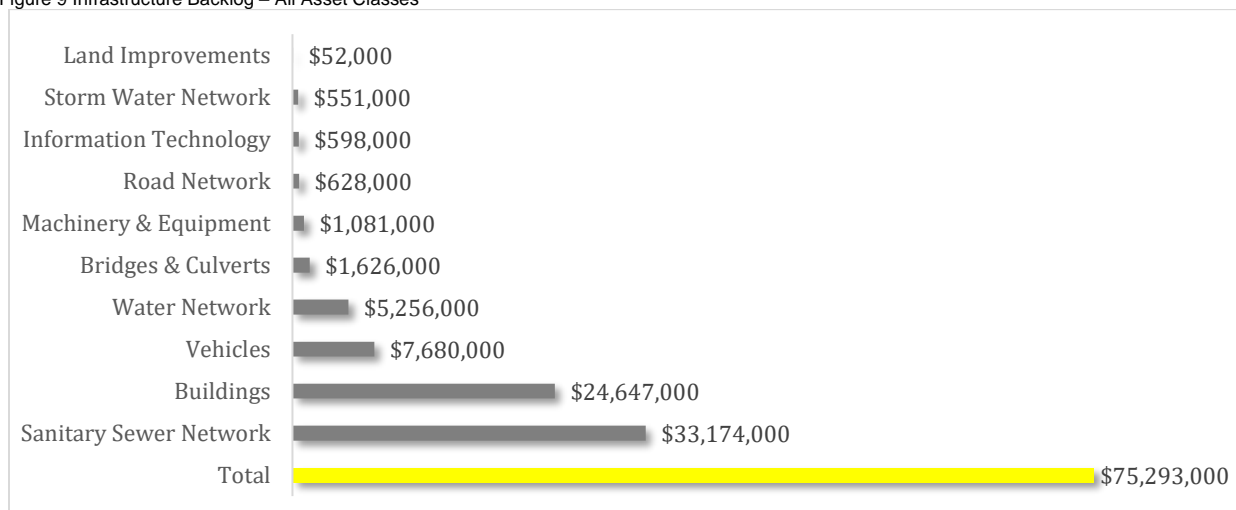 Figure 9 Infrastructure Backlog – All Asset Classes
Land Improvements $52,000
Storm Water Network $551,000
Information Technology $598,000
Road Network $628,000
Machinery & Equipment $1,081,000
Bridges & Culverts $1,626,000
Water Network $5,256,000
Vehicles $7,680,000
Buildings $24,647,000
Sanitary Sewer Network $33,174,000
Total $75,293,000